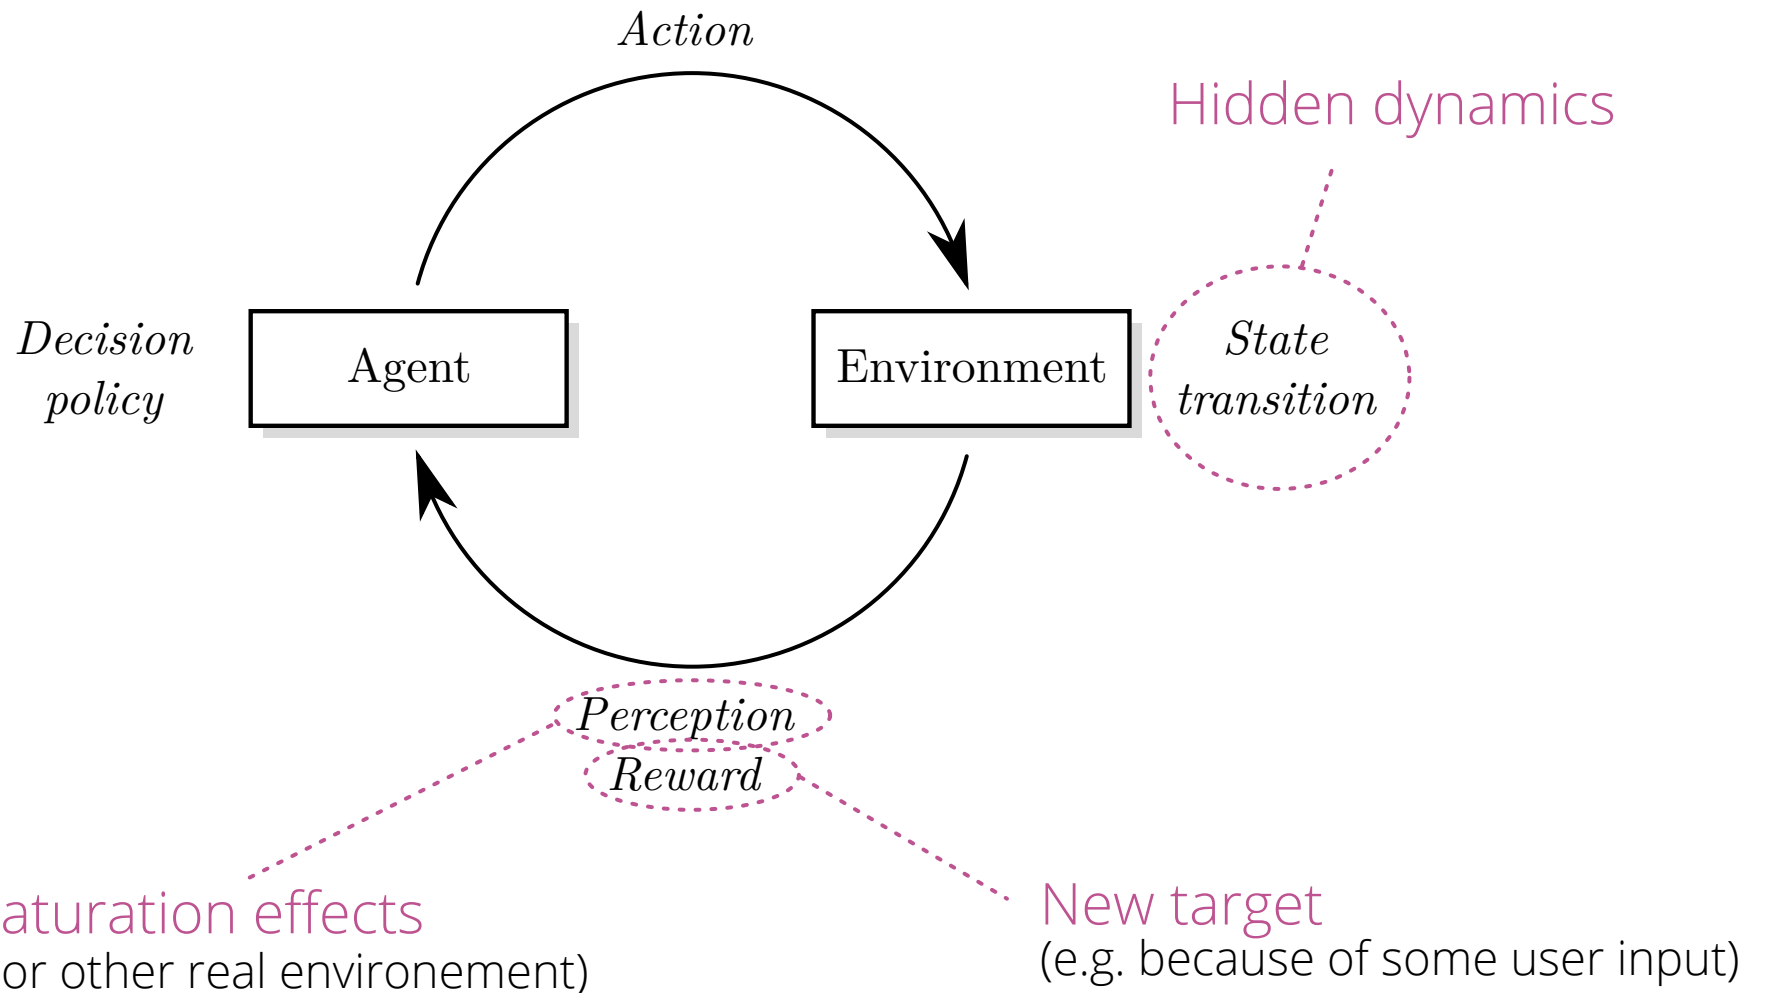 Action
Hidden dynamics
Decision
policy
Agent
Environment
State
transition
Perception
Reward
aturation effects
or other real environement)
New target
(e.g. because of some user input)